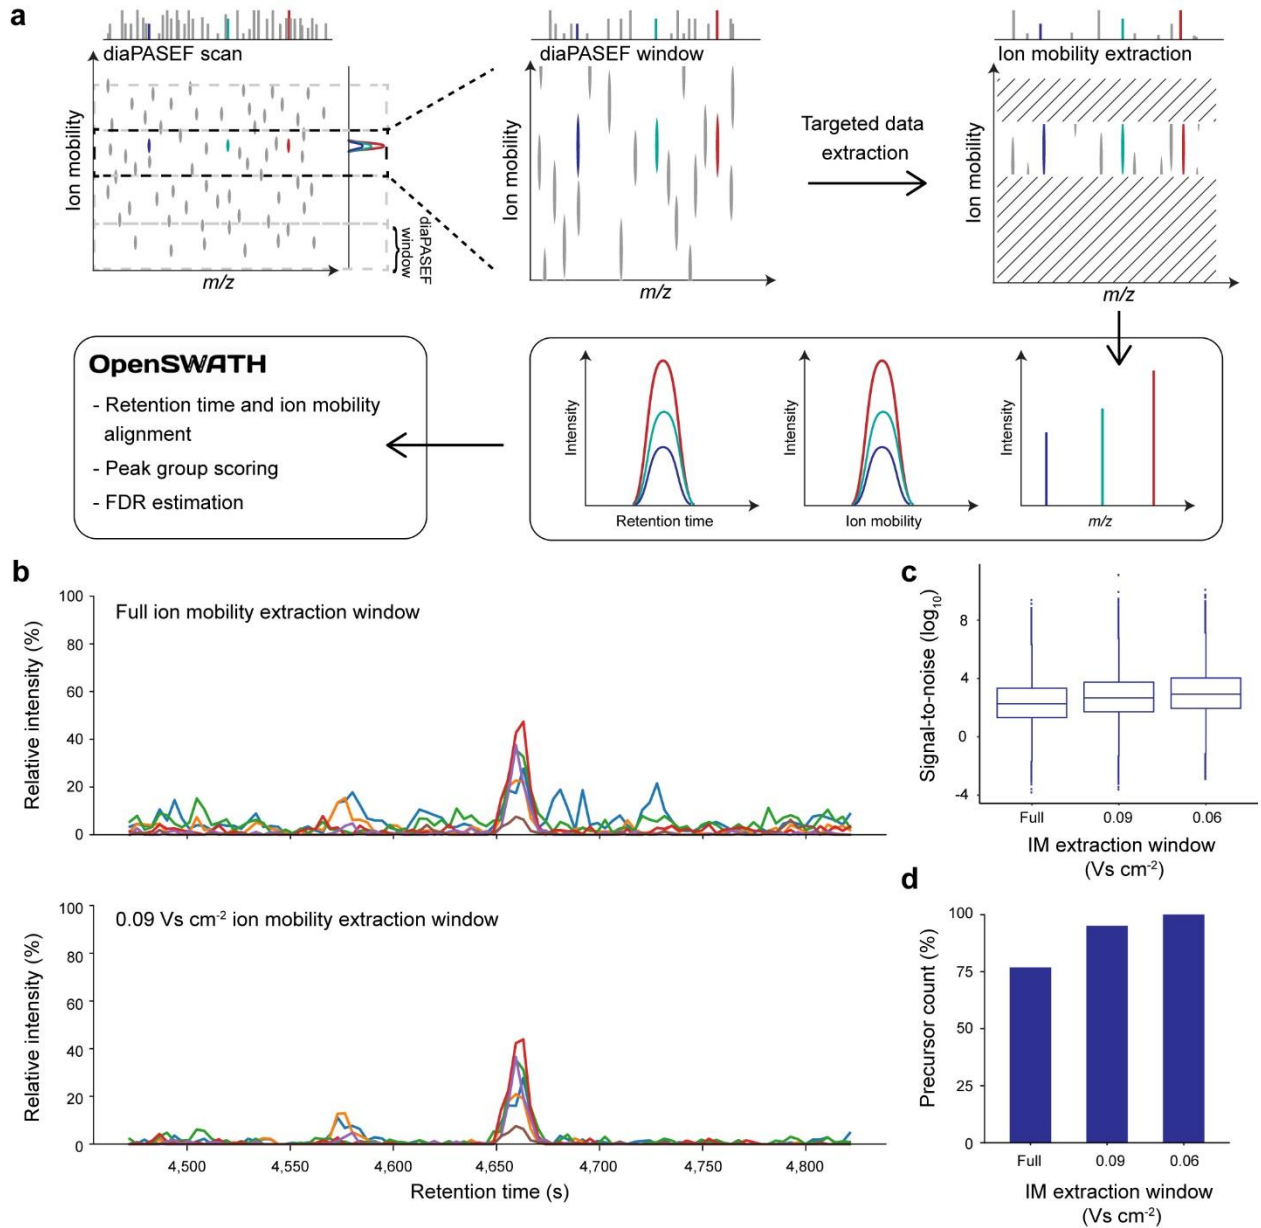 a
diaPASEF scan
Ion mobility
m/z
diaPASEF
window
diaPASEF window
Ion mobility
m/z
Targeted data
extraction
Ion mobility extraction
Ion mobility
m/z
OpenSWATH
- Retention time and ion mobility
alignment
- Peak group scoring
- FDR estimation
Intensity
Retention time
Intensity
Ion mobility
Intensity
m/z
b
Full ion mobility extraction window
Relative intensity (%)
100
80
60
40
20
0
0.09 Vs cm⁻² ion mobility extraction window
Relative intensity (%)
100
80
60
40
20
0
4,500 4,550 4,600 4,650 4,700 4,750 4,800
Retention time (s)
c
Signal-to-noise (log₁₀)
8
4
0
-4
Full 0.09 0.06
IM extraction window
(Vs cm⁻²)
d
Precursor count (%)
100
75
50
25
0
Full 0.09 0.06
IM extraction window
(Vs cm⁻²)